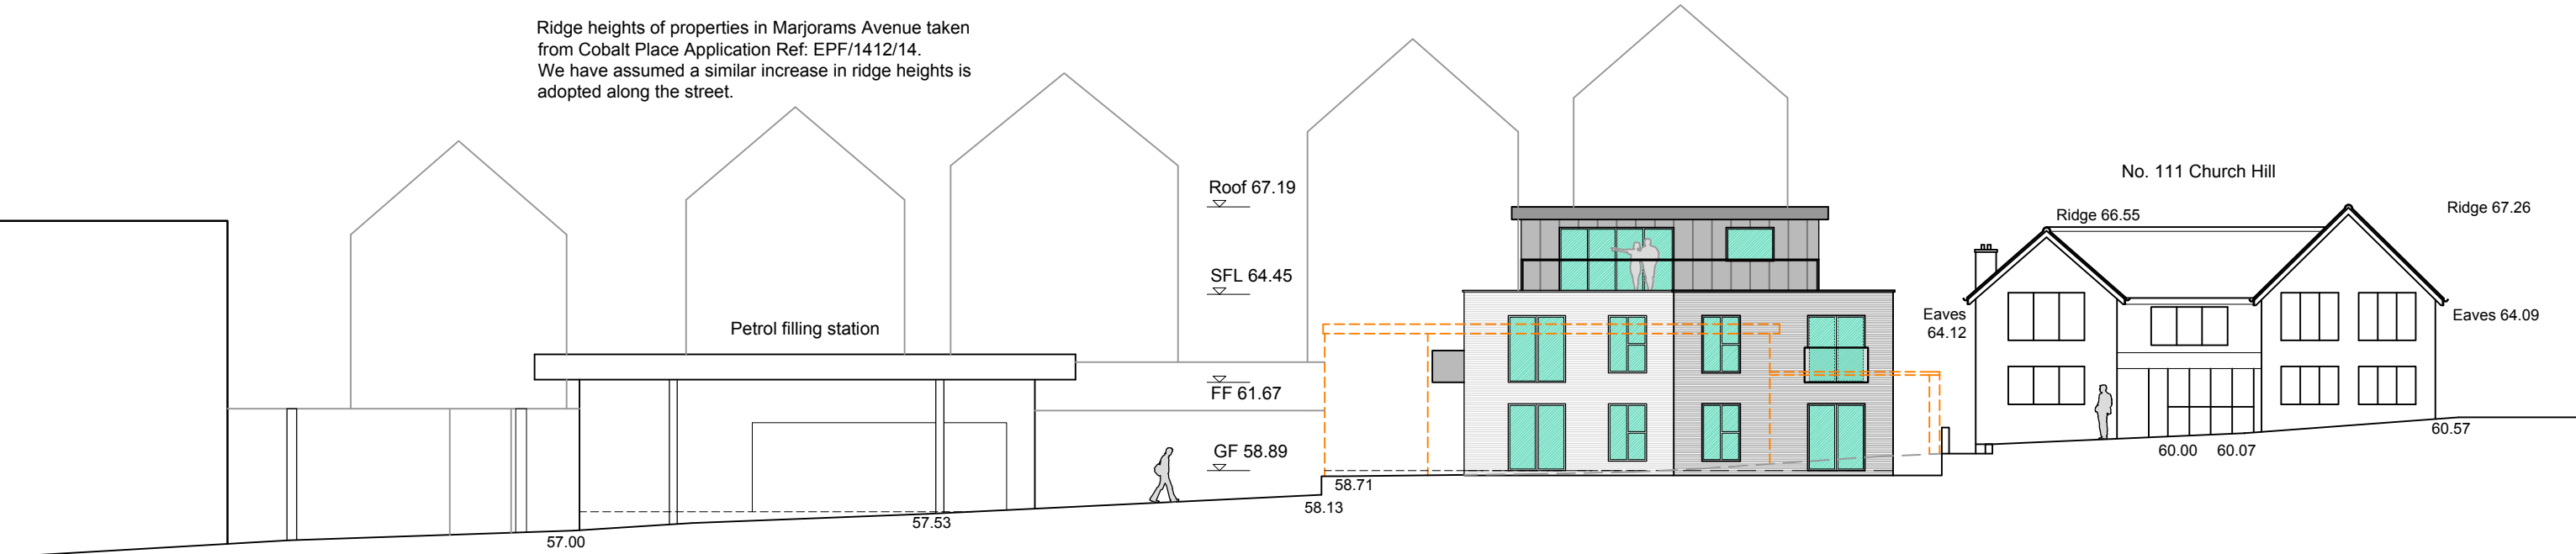 Ridge heights of properties in Marjorams Avenue taken
from Cobalt Place Application Ref: EPF/1412/14.
We have assumed a similar increase in ridge heights is
adopted along the street.
No. 111 Church Hill
Roof 67.19
Ridge 66.55
Ridge 67.26
SFL 64.45
Petrol filling station
Eaves
64.12
Eaves 64.09
FF 61.67
GF 58.89
60.57
60.00
60.07
58.71
58.13
57.53
57.00